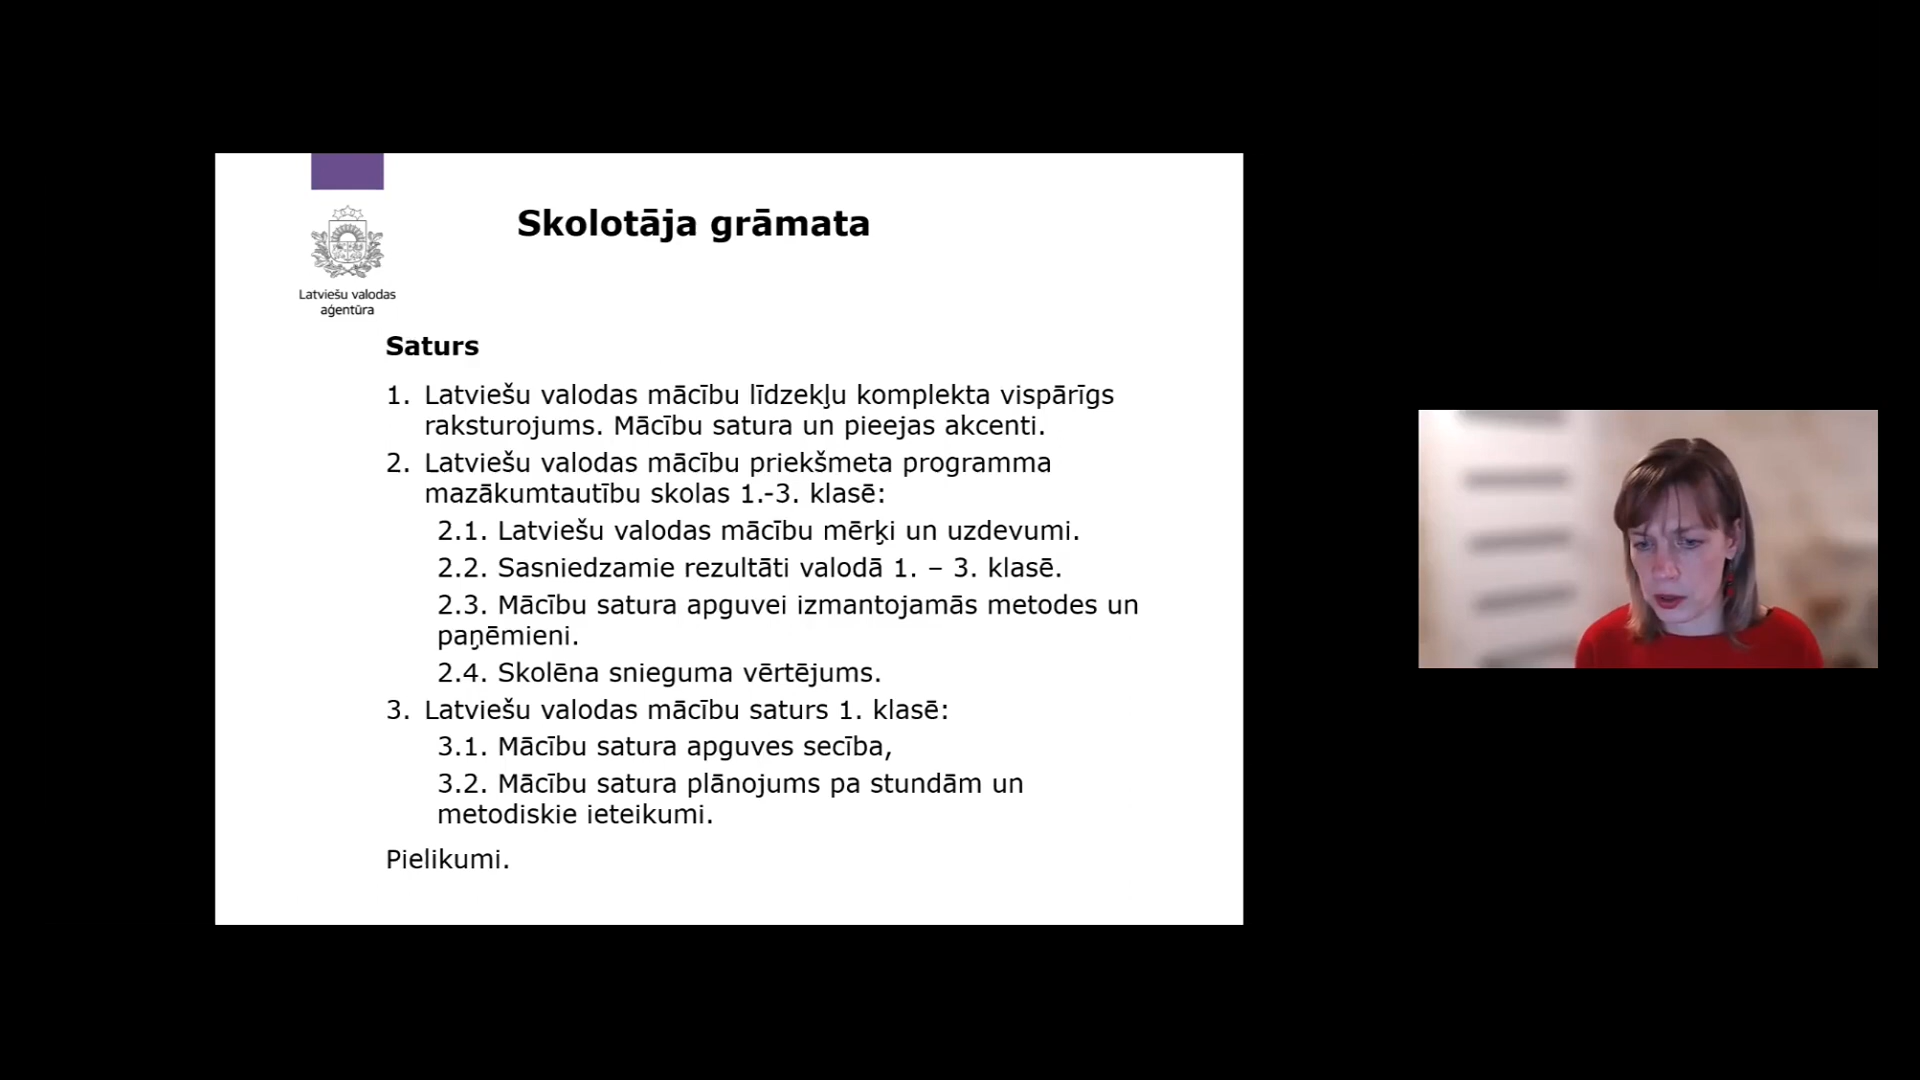 Skolotāja grāmata
Latviešu valodas
aģentūra
Saturs
1. Latviešu valodas mācību līdzekļu komplekta vispārīgs
raksturojums. Mācību satura un pieejas akcenti.
2. Latviešu valodas mācību priekšmeta programma
mazākumtautību skolas 1.-3. klasē:
2.1. Latviešu valodas mācību mērķi un uzdevumi.
2.2. Sasniedzamie rezultāti valodā 1. – 3. klasē.
2.3. Mācību satura apguvei izmantojamās metodes un
paņēmieni.
2.4. Skolēna snieguma vērtējums.
3. Latviešu valodas mācību saturs 1. klasē:
3.1. Mācību satura apguves secība,
3.2. Mācību satura plānojums pa stundām un
metodiskie ieteikumi.
Pielikumi.